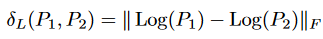 δ_L(P_1, P_2) = ‖ Log(P_1) − Log(P_2)‖_F